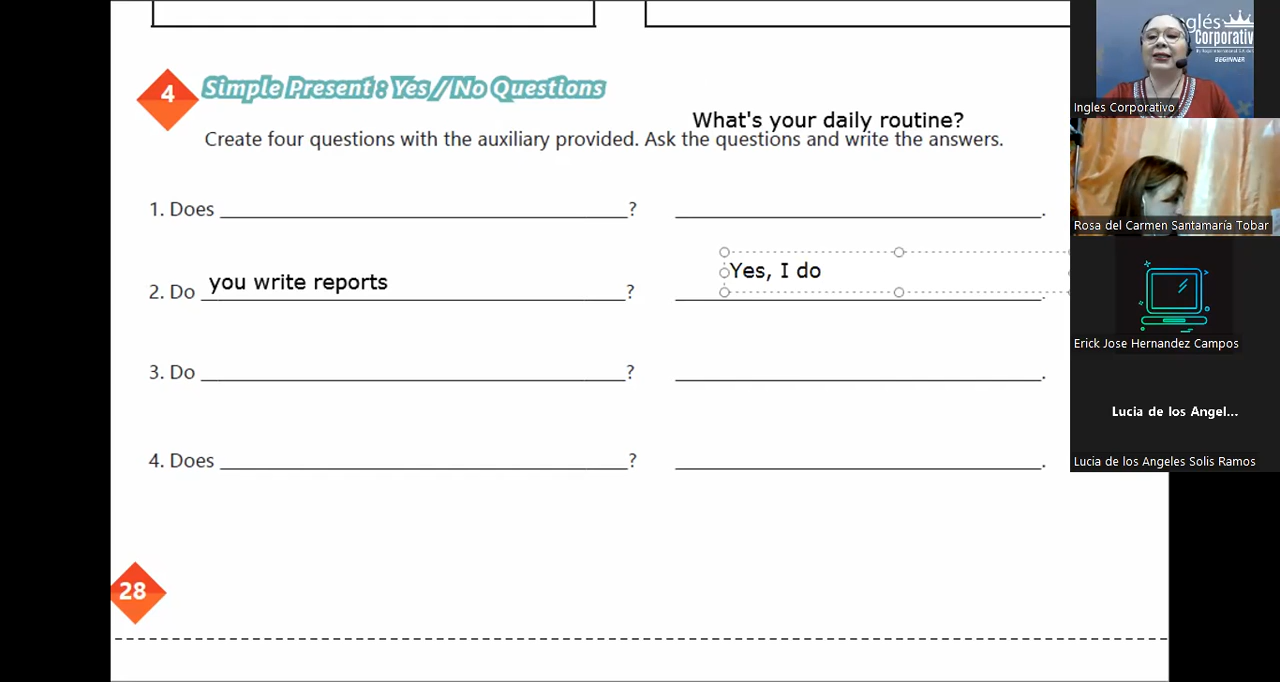 4
Simple Present : Yes // No Questions
What's your daily routine?
Create four questions with the auxiliary provided. Ask the questions and write the answers.
1. Does ?
.
2. Do you write reports ?
Yes, I do
.
3. Do ?
.
4. Does ?
.
28
Inglés
Corporativ
BEGINNER
Ingles Corporativo
Rosa del Carmen Santamaría Tobar
Erick Jose Hernandez Campos
Lucia de los Angel...
Lucia de los Angeles Solis Ramos